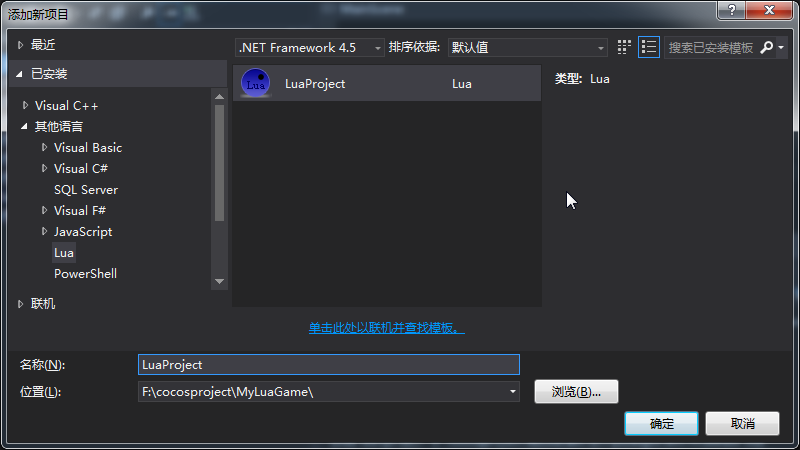 添加新项目
最近
已安装
Visual C++
其他语言
Visual Basic
Visual C#
SQL Server
Visual F#
JavaScript
Lua
PowerShell
联机
.NET Framework 4.5
排序依据:
默认值
搜索已安装模板
Lua
LuaProject
Lua
类型: Lua
单击此处以联机并查找模板。
名称(N):
LuaProject
位置(L):
F:\cocosproject\MyLuaGame\
浏览(B)...
确定
取消